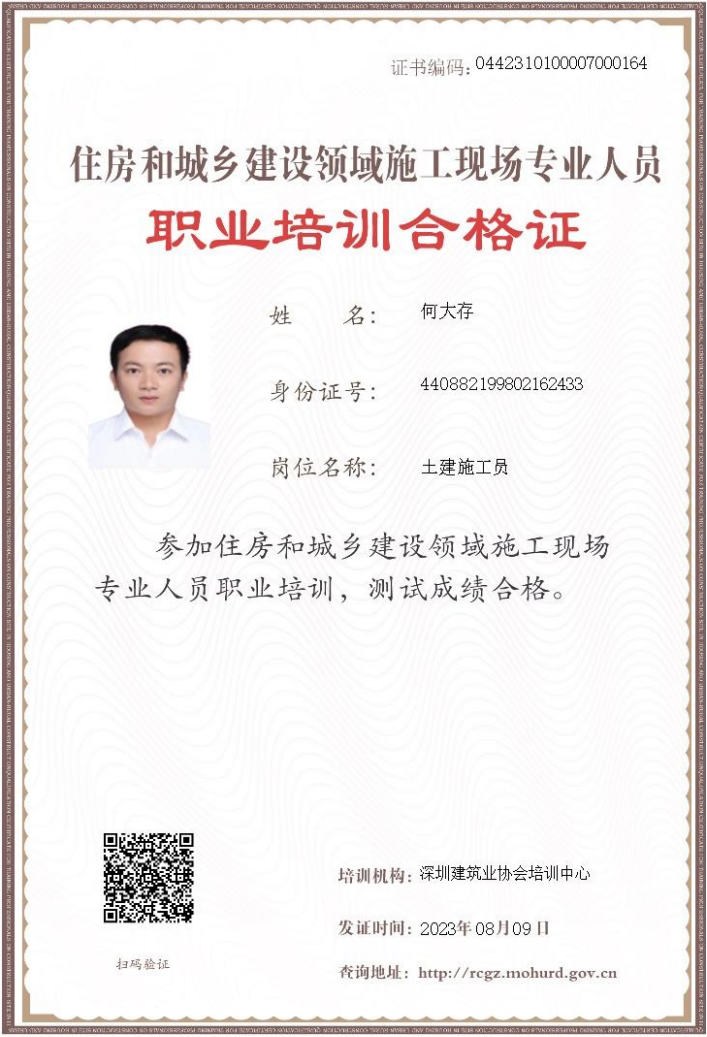 证书编码：0442310100007000164
住房和城乡建设领域施工现场专业人员
职业培训合格证
姓 名： 何大存
身份证号： 440882199802162433
岗位名称： 土建施工员
参加住房和城乡建设领域施工现场
专业人员职业培训，测试成绩合格。
扫码验证
培训机构：深圳建筑业协会培训中心
发证时间：2023年08月09日
查询地址：http://rcgz.mohurd.gov.cn